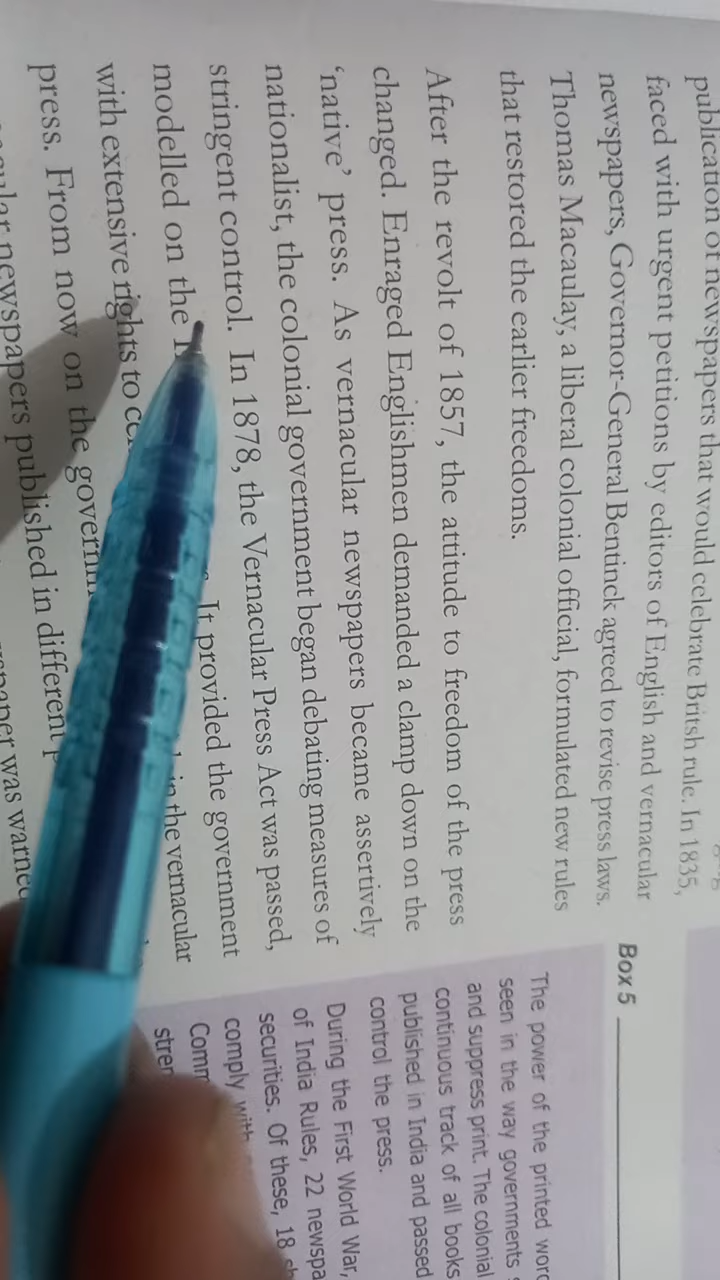 publication of newspapers that would celebrate Britsh rule. In 1835,
faced with urgent petitions by editors of English and vernacular
newspapers, Governor-General Bentinck agreed to revise press laws.
Thomas Macaulay, a liberal colonial official, formulated new rules
that restored the earlier freedoms.
After the revolt of 1857, the attitude to freedom of the press
changed. Enraged Englishmen demanded a clamp down on the
‘native’ press. As vernacular newspapers became assertively
nationalist, the colonial government began debating measures of
stringent control. In 1878, the Vernacular Press Act was passed,
modelled on the It provided the government
with extensive rights to in the vernacular
press. From now on the
newspapers published in different
was warned
Box 5
The power of the printed
seen in the way governments
and suppress print. The colonial
continuous track of all books
published in India and passed
control the press.
During the First World War,
of India Rules, 22
securities. Of these, 18
comply with